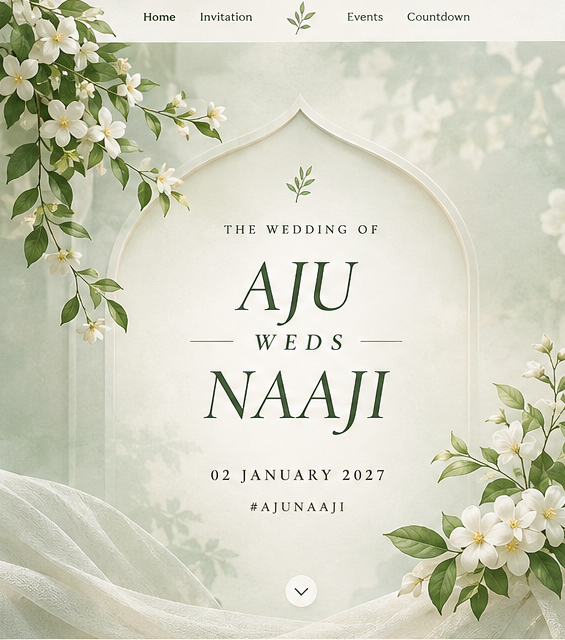 Home Invitation Events Countdown
THE WEDDING OF
AJU
WEDS
NAAJI
02 JANUARY 2027
#AJUNAAJI